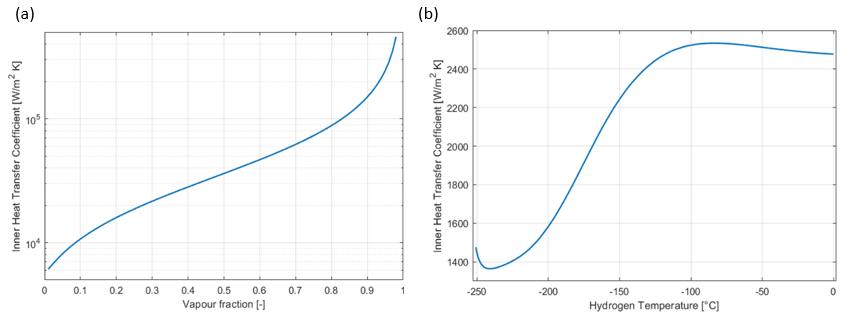 (a)
Inner Heat Transfer Coefficient [W/m² K]
10⁵
10⁴
0 0.1 0.2 0.3 0.4 0.5 0.6 0.7 0.8 0.9 1
Vapour fraction [-]
(b)
Inner Heat Transfer Coefficient [W/m² K]
2600
2400
2200
2000
1800
1600
1400
-250 -200 -150 -100 -50 0
Hydrogen Temperature [°C]